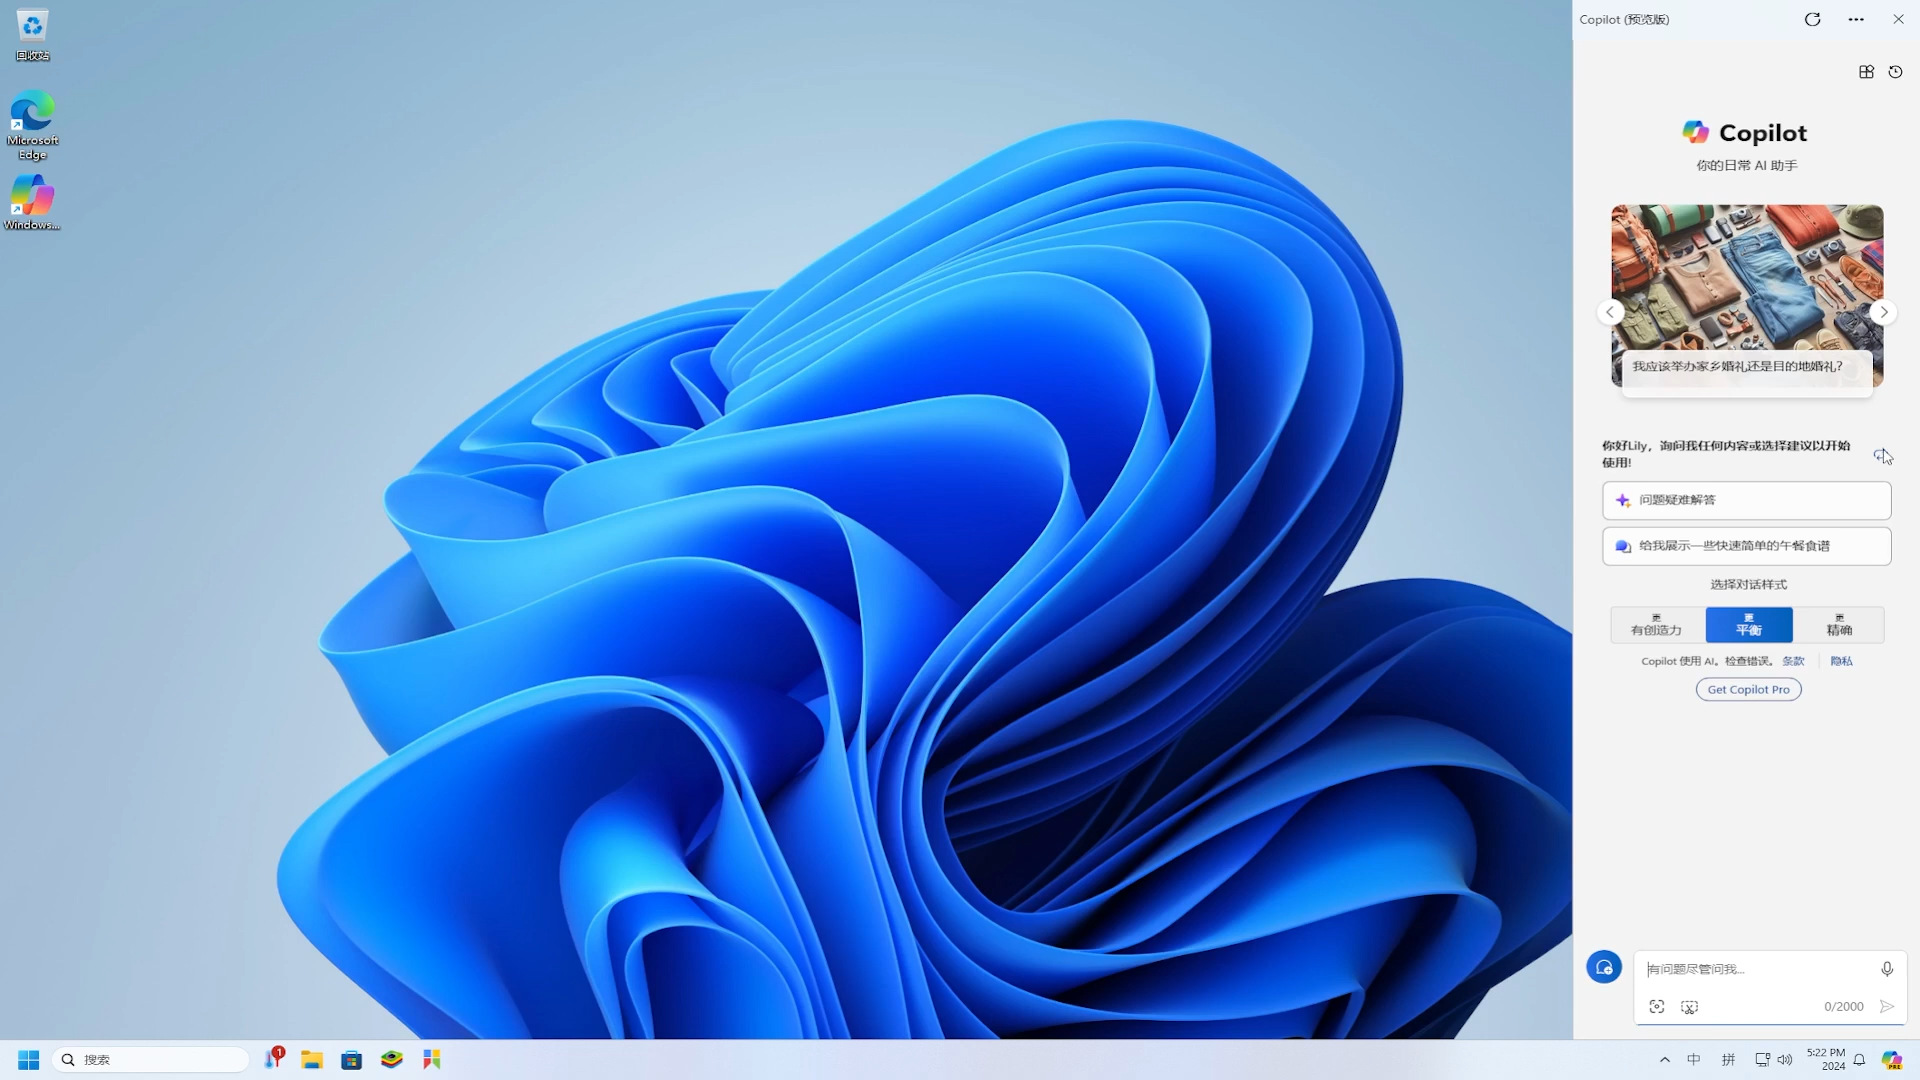 回收站
Microsoft
Edge
Windows...
Copilot (预览版)
Copilot
你的日常 AI 助手
我应该举办家乡婚礼还是目的地婚礼?
你好Lily，询问我任何内容或选择建议以开始
使用!
问题疑难解答
给我展示一些快速简单的午餐食谱
选择对话样式
更
有创造力
更
平衡
更
精确
Copilot 使用 AI。检查错误。 条款 隐私
Get Copilot Pro
有问题尽管问我...
0/2000
搜索
1
中
拼
5:22 PM
2024
PRE